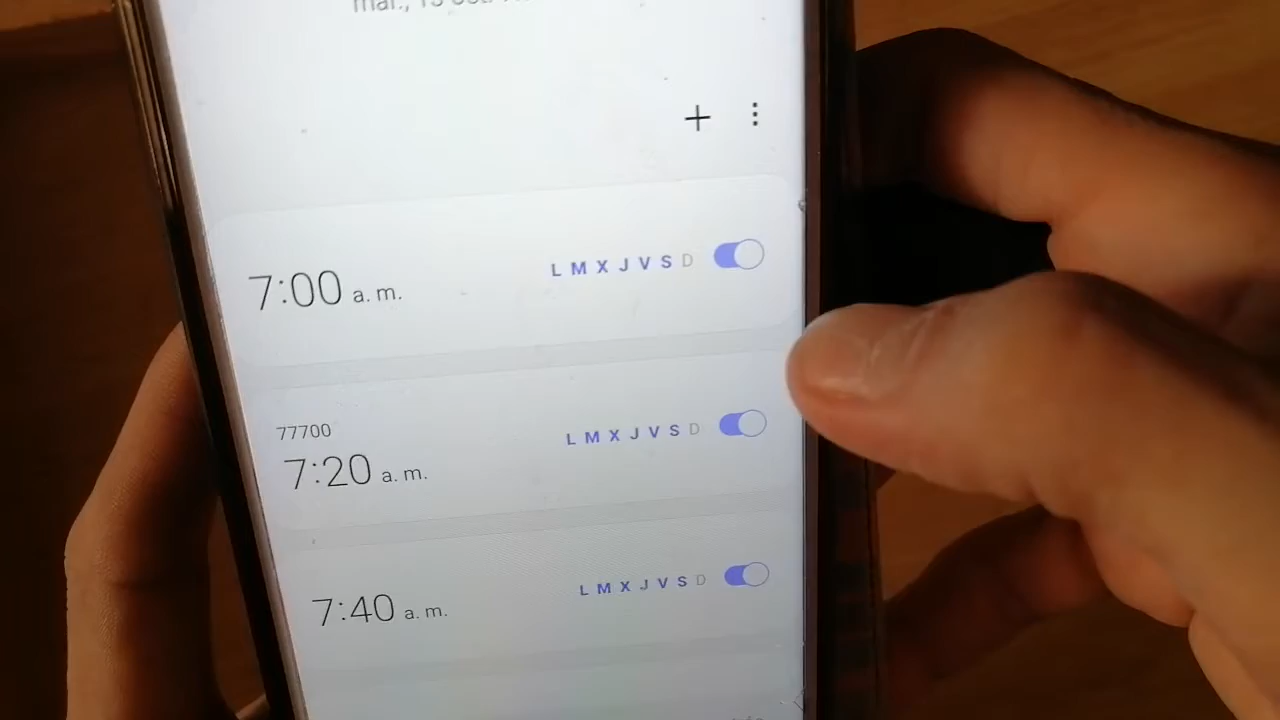 +
7:00 a. m. L M X J V S D
77700
7:20 a. m. L M X J V S D
7:40 a. m. L M X J V S D